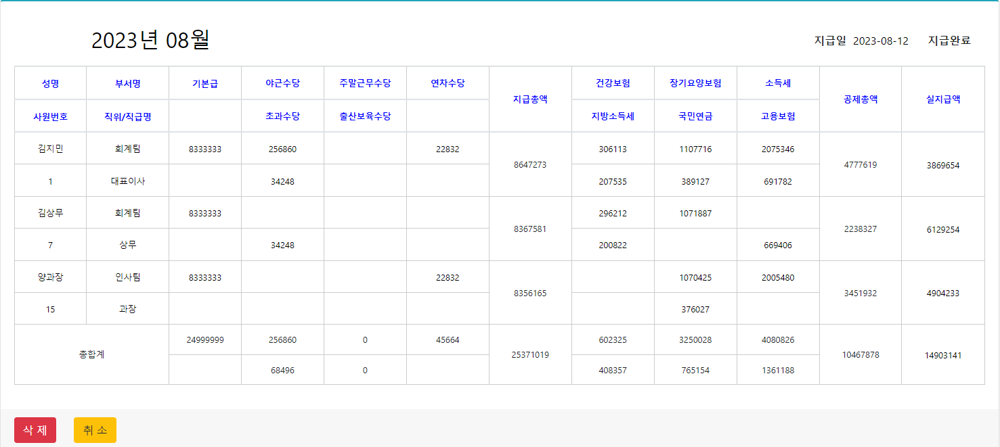 2023년 08월
지급일 2023-08-12 지급완료
성명 부서명 기본급 야근수당 주말근무수당 연차수당 지급총액 건강보험 장기요양보험 소득세 공제총액 실지급액
사원번호 직위/직급명 초과수당 출산보육수당 지방소득세 국민연금 고용보험
김지민 회계팀 8333333 256860 22832 8647273 306113 1107716 2075346 4777619 3869654
1 대표이사 34248 207535 389127 691782
김상무 회계팀 8333333 8367581 296212 1071887 2238327 6129254
7 상무 34248 200822 669406
양과장 인사팀 8333333 22832 8356165 1070425 2005480 3451932 4904233
15 과장 376027
총합계 24999999 256860 0 45664 25371019 602325 3250028 4080826 10467878 14903141
68496 0 408357 765154 1361188
삭 제 취 소